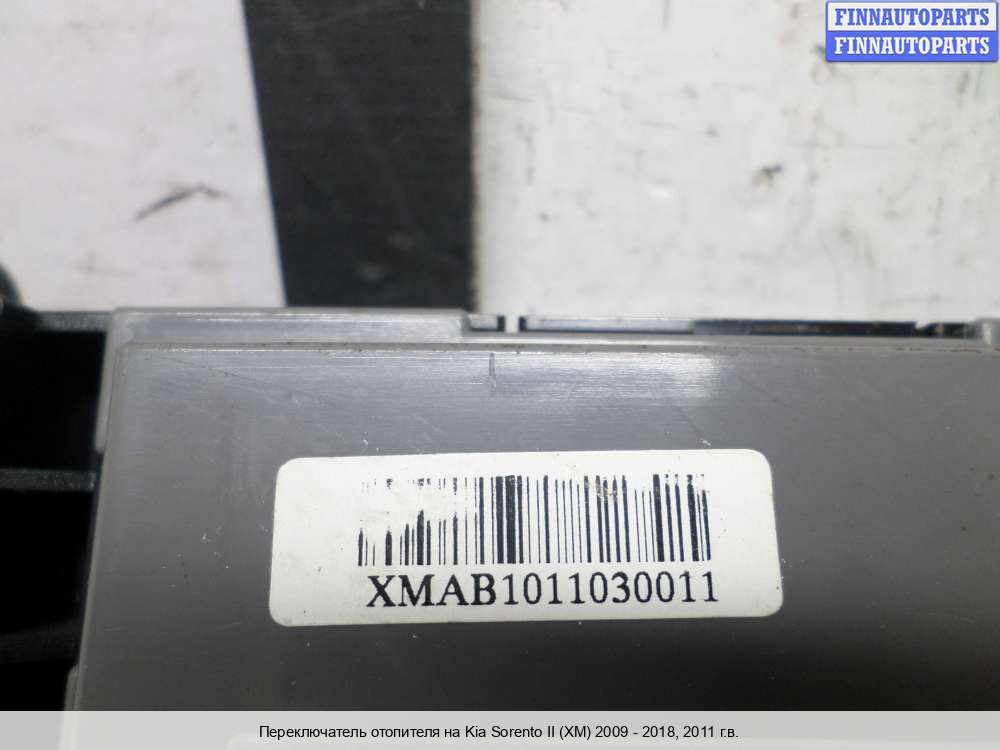 FINNAUTOPARTS
FINNAUTOPARTS
XMAB1011030011
Переключатель отопителя на Kia Sorento II (XM) 2009 - 2018, 2011 г.в.